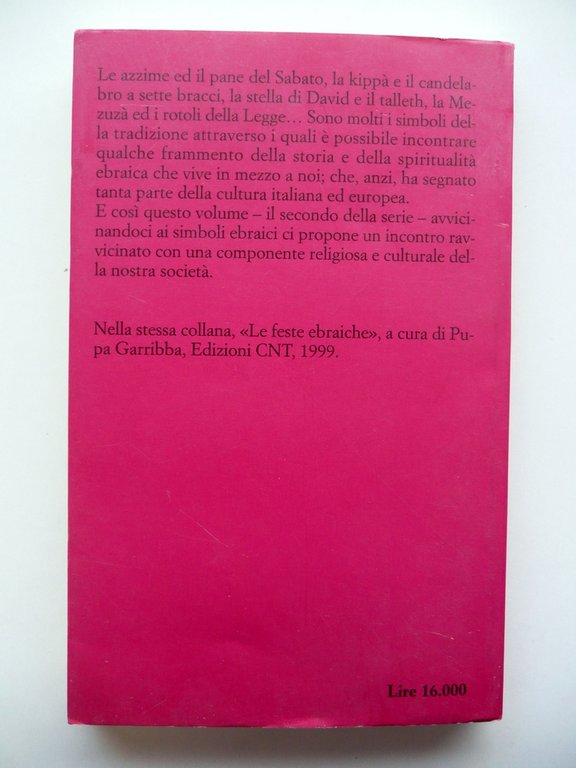 Le azzime ed il pane del Sabato, la kippà e il candela-
bro a sette bracci, la stella di David e il talleth, la Me-
zuzà ed i rotoli della Legge... Sono molti i simboli del-
la tradizione attraverso i quali è possibile incontrare
qualche frammento della storia e della spiritualità
ebraica che vive in mezzo a noi; che, anzi, ha segnato
tanta parte della cultura italiana ed europea.
E così questo volume – il secondo della serie – avvici-
nandoci ai simboli ebraici ci propone un incontro rav-
vicinato con una componente religiosa e culturale del-
la nostra società.
Nella stessa collana, «Le feste ebraiche», a cura di Pu-
pa Garribba, Edizioni CNT, 1999.
Lire 16.000